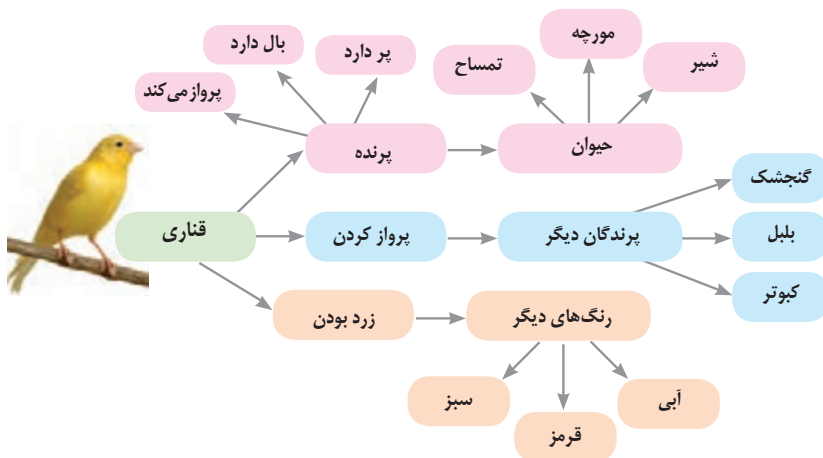 مورچه
بال دارد
پر دارد
شیر
تمساح
پروازمی‌کند
پرنده
حیوان
گنجشک
قناری
پرواز کردن
پرندگان دیگر
بلبل
کبوتر
زرد بودن
رنگ‌های دیگر
آبی
سبز
قرمز